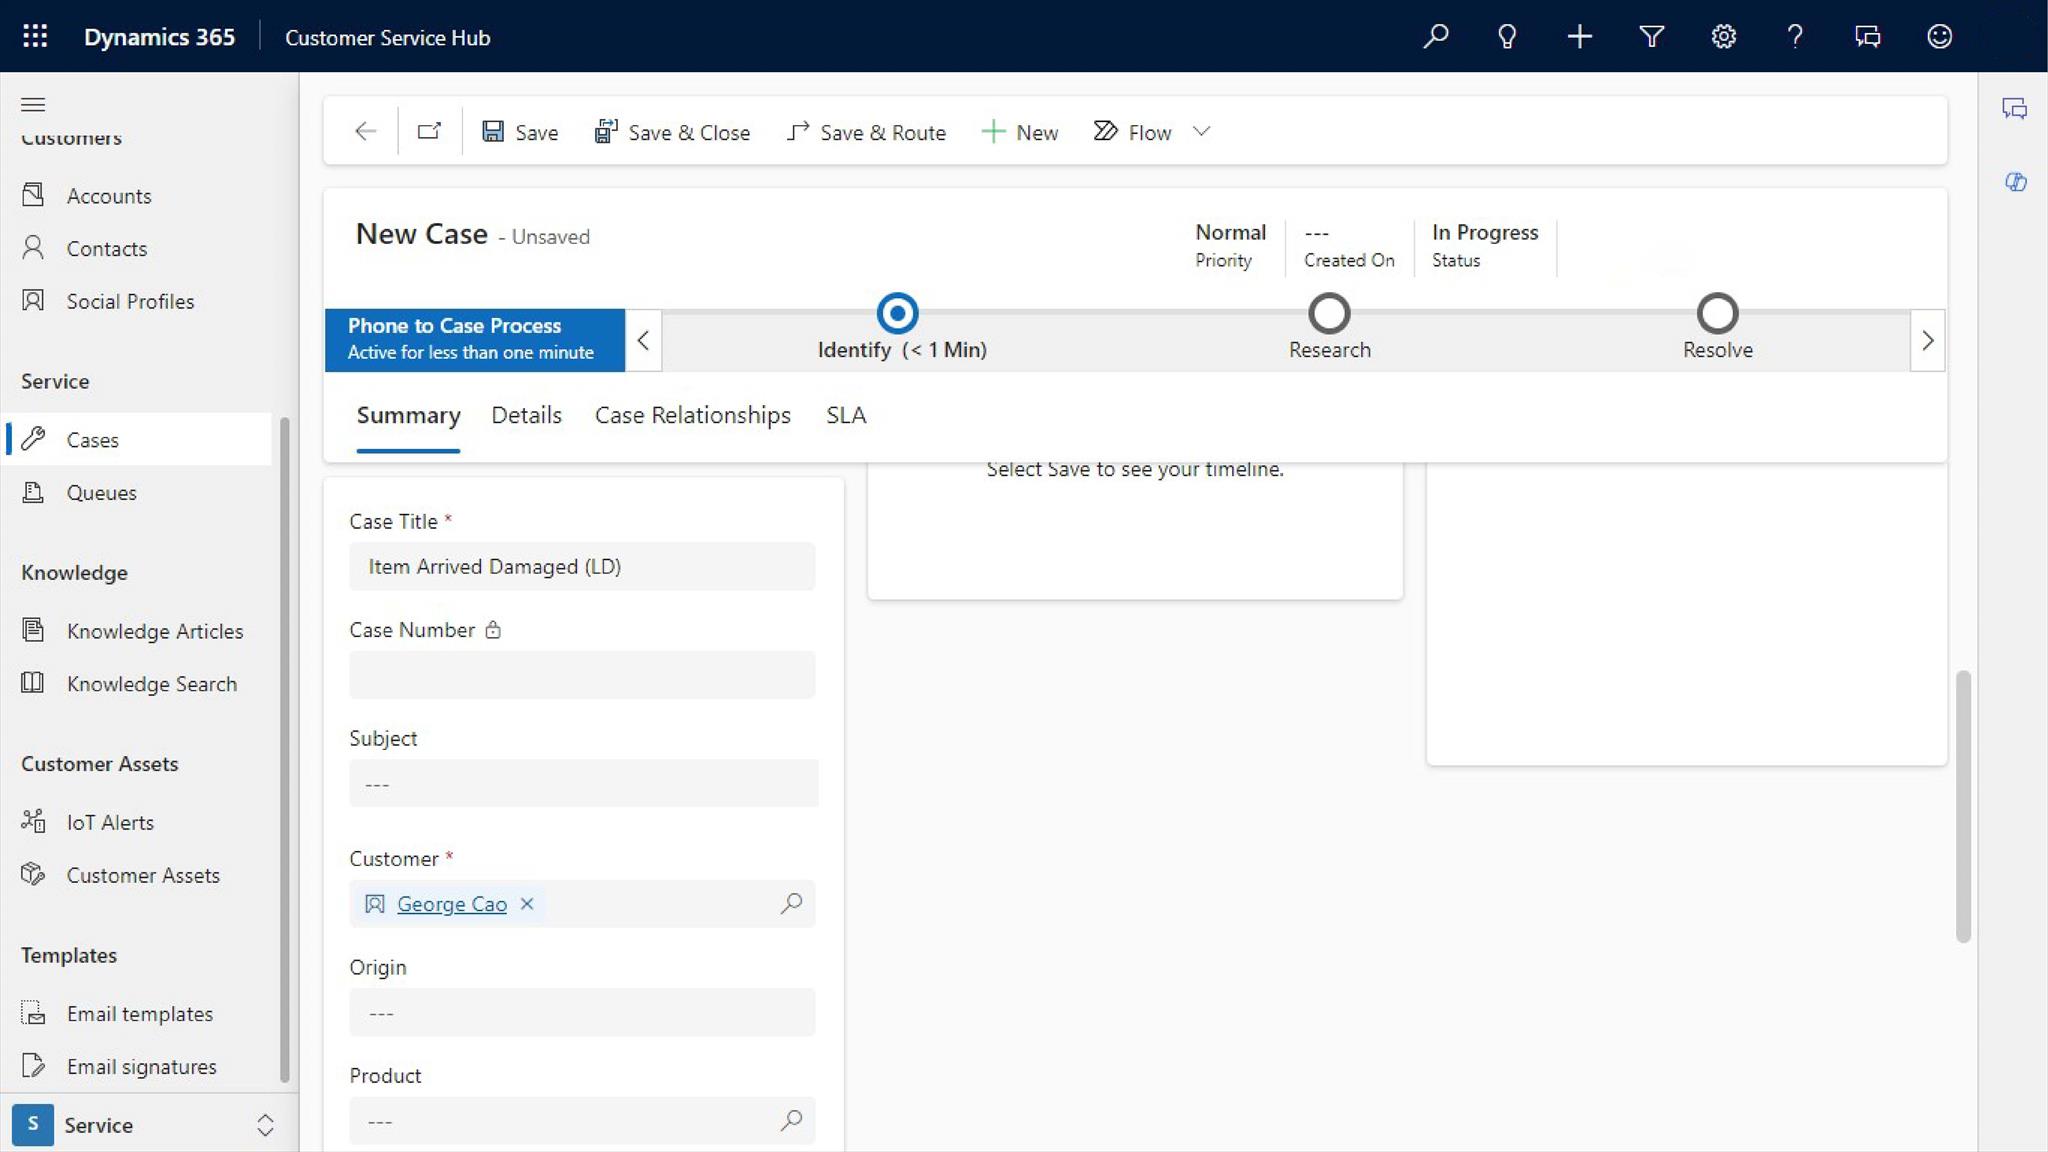 Dynamics 365
Customer Service Hub
Customers
Accounts
Contacts
Social Profiles
Service
Cases
Queues
Knowledge
Knowledge Articles
Knowledge Search
Customer Assets
IoT Alerts
Customer Assets
Templates
Email templates
Email signatures
S
Service
Save
Save & Close
Save & Route
New
Flow
New Case - Unsaved
Normal
Priority
---
Created On
In Progress
Status
Phone to Case Process
Active for less than one minute
Identify (< 1 Min)
Research
Resolve
Summary
Details
Case Relationships
SLA
Case Title *
Item Arrived Damaged (LD)
Case Number
Subject
---
Customer *
George Cao
Origin
---
Product
---
Select Save to see your timeline.